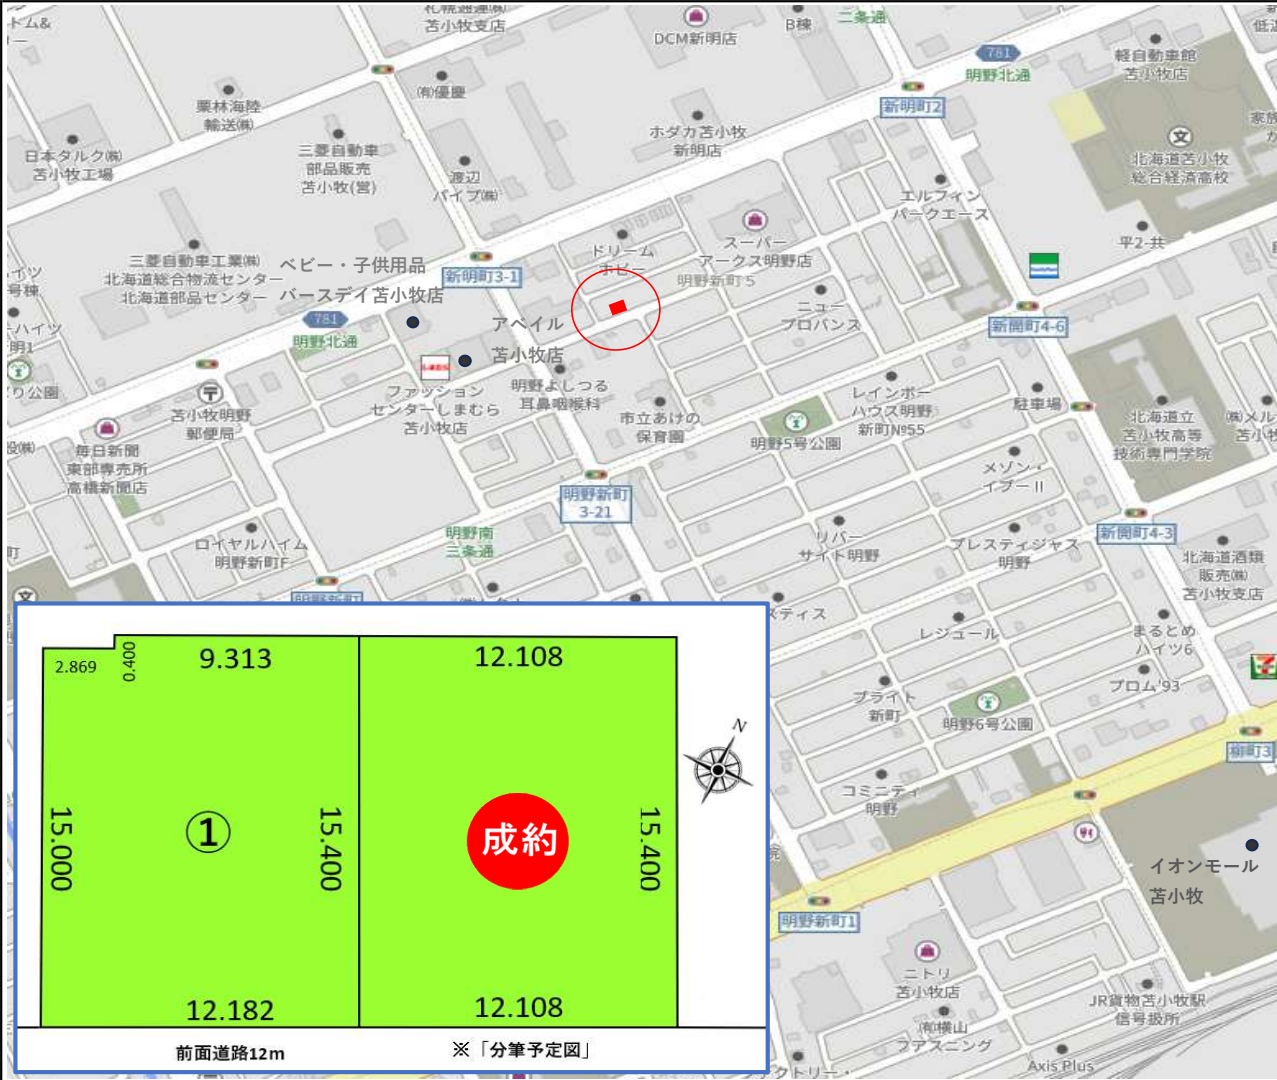 苫小牧支店
DCM新明店
B棟
二条通
781
明野北通
軽自動車館
苫小牧店
㈲優慶
新明町2
栗林海陸
輸送㈱
ホダカ苫小牧
新明店
日本タルク㈱
苫小牧工場
三菱自動車
部品販売
苫小牧(営)
渡辺
パイプ㈱
北海道苫小牧
総合経済高校
エルフィン
パークエース
平2-共
ドリーム
ホビー
スーパー
アークス明野店
三菱自動車工業㈱
北海道総合物流センター
北海道部品センター
ベビー・子供用品
バースデイ苫小牧店
新明町3-1
明野新町5
ニュー
プロバンス
781
明野北通
アベイル
苫小牧店
新開町4-6
ファッション
センターしまむら
苫小牧店
明野よしつる
耳鼻咽喉科
市立あけの
保育園
明野5号公園
レインボー
ハウス明野
新町№55
駐車場
北海道立
苫小牧高等
技術専門学院
苫小牧明野
郵便局
毎日新聞
東部専売所
高橋新聞店
メゾン・
イブーⅡ
明野新町
3-21
明野南
三条通
ロイヤルハイム
明野新町F
リバー
サイト明野
プレスティジャス
明野
新開町4-3
北海道酒類
販売㈱
苫小牧支店
明野新町
スティス
レジュール
まるとめ
ハイツ6
ブライト
新町
明野6号公園
プロム'93
柳町3
コミニティ
明野
イオンモール
苫小牧
明野新町1
ニトリ
苫小牧店
㈲横山
ファスニング
JR貨物苫小牧駅
信号扱所
Axis Plus
2.869
0.400
9.313
12.108
N
15.000
①
15.400
成約
15.400
12.182
12.108
前面道路12m
※「分筆予定図」